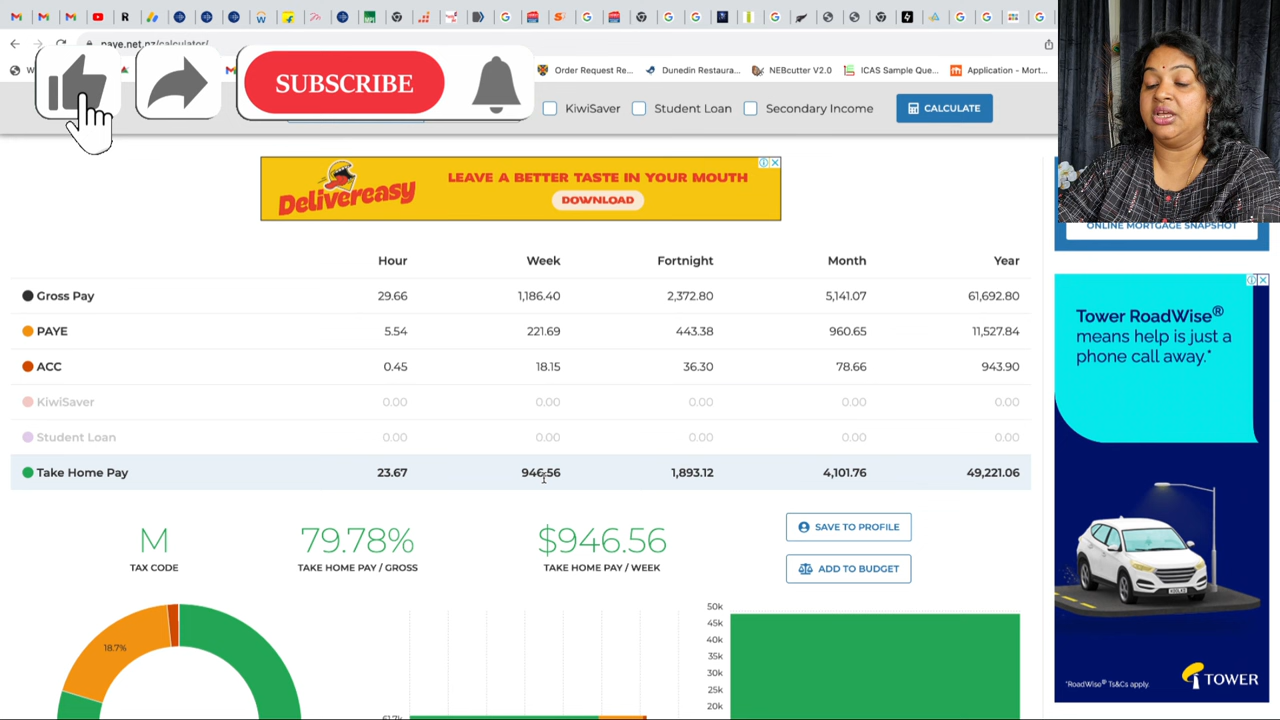 paye.net.nz/calculator/
W
Order Request Re...
Dunedin Restaura...
NEBcutter V2.0
ICAS Sample Que...
Application - Mort...
SUBSCRIBE
KiwiSaver
Student Loan
Secondary Income
CALCULATE
DELIVEREASY
LEAVE A BETTER TASTE IN YOUR MOUTH
DOWNLOAD
ONLINE MORTGAGE SNAPSHOT
Hour Week Fortnight Month Year
Gross Pay 29.66 1,186.40 2,372.80 5,141.07 61,692.80
PAYE 5.54 221.69 443.38 960.65 11,527.84
ACC 0.45 18.15 36.30 78.66 943.90
KiwiSaver 0.00 0.00 0.00 0.00 0.00
Student Loan 0.00 0.00 0.00 0.00 0.00
Take Home Pay 23.67 946.56 1,893.12 4,101.76 49,221.06
M
TAX CODE
79.78%
TAKE HOME PAY / GROSS
$946.56
TAKE HOME PAY / WEEK
SAVE TO PROFILE
ADD TO BUDGET
18.7%
61.7%
50k
45k
40k
35k
30k
25k
20k
Tower RoadWise®
means help is just a
phone call away.*
*RoadWise® Ts&Cs apply.
TOWER